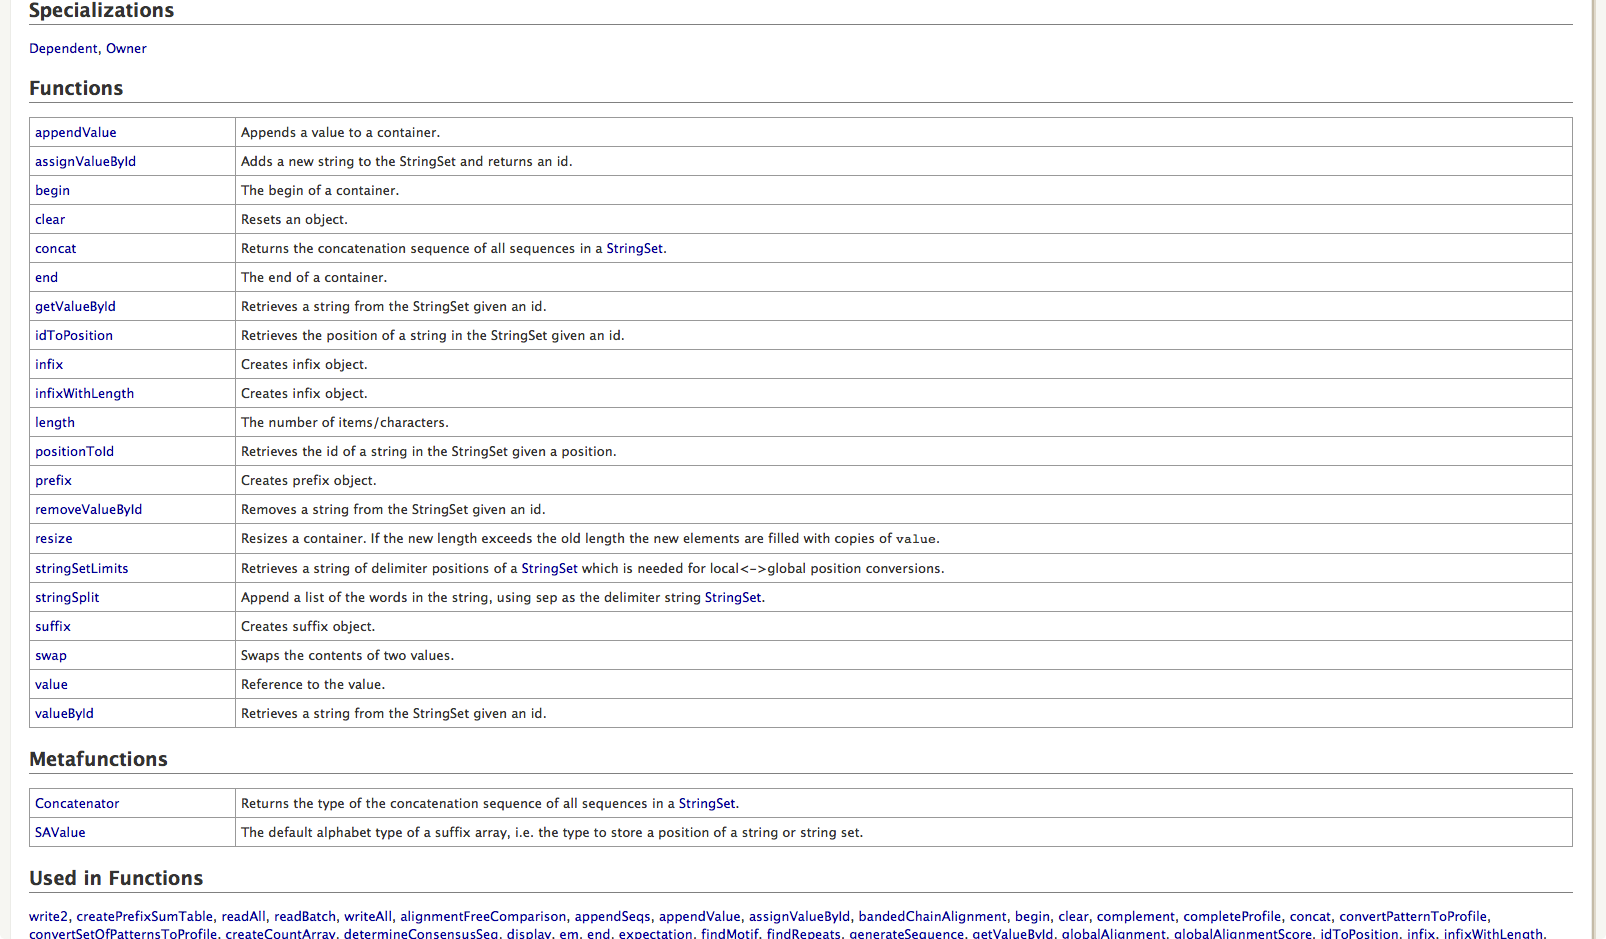 Specializations
Dependent, Owner
Functions
appendValue Appends a value to a container.
assignValueById Adds a new string to the StringSet and returns an id.
begin The begin of a container.
clear Resets an object.
concat Returns the concatenation sequence of all sequences in a StringSet.
end The end of a container.
getValueById Retrieves a string from the StringSet given an id.
idToPosition Retrieves the position of a string in the StringSet given an id.
infix Creates infix object.
infixWithLength Creates infix object.
length The number of items/characters.
positionToId Retrieves the id of a string in the StringSet given a position.
prefix Creates prefix object.
removeValueById Removes a string from the StringSet given an id.
resize Resizes a container. If the new length exceeds the old length the new elements are filled with copies of value.
stringSetLimits Retrieves a string of delimiter positions of a StringSet which is needed for local<->global position conversions.
stringSplit Append a list of the words in the string, using sep as the delimiter string StringSet.
suffix Creates suffix object.
swap Swaps the contents of two values.
value Reference to the value.
valueById Retrieves a string from the StringSet given an id.
Metafunctions
Concatenator Returns the type of the concatenation sequence of all sequences in a StringSet.
SAValue The default alphabet type of a suffix array, i.e. the type to store a position of a string or string set.
Used in Functions
write2, createPrefixSumTable, readAll, readBatch, writeAll, alignmentFreeComparison, appendSeqs, appendValue, assignValueById, bandedChainAlignment, begin, clear, complement, completeProfile, concat, convertPatternToProfile,
convertSetOfPatternsToProfile, createCountArray, determineConsensusSeq, display, em, end, expectation, findMotif, findRepeats, generateSequence, getValueById, globalAlignment, globalAlignmentScore, idToPosition, infix, infixWithLength,